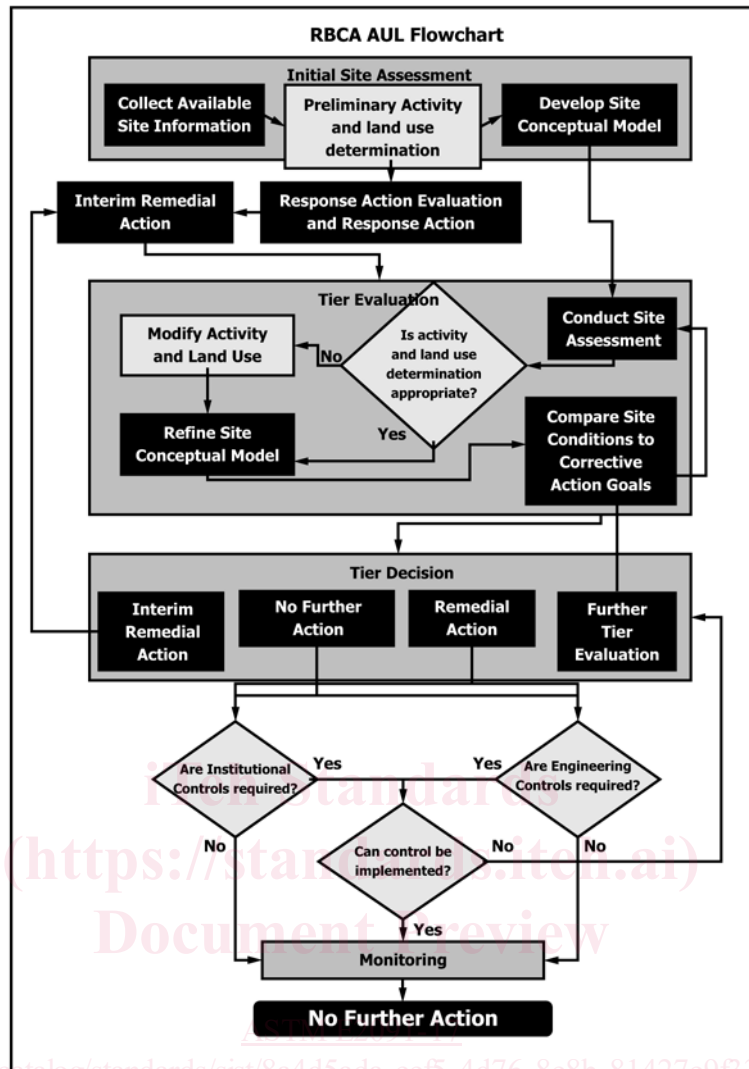 RBCA AUL Flowchart
Initial Site Assessment
Collect Available
Site Information
Preliminary Activity
and land use
determination
Develop Site
Conceptual Model
Interim Remedial
Action
Response Action Evaluation
and Response Action
Tier Evaluation
Modify Activity
and Land Use
No
Is activity
and land use
determination
appropriate?
Conduct Site
Assessment
Yes
Refine Site
Conceptual Model
Compare Site
Conditions to
Corrective
Action Goals
Tier Decision
Interim
Remedial
Action
No Further
Action
Remedial
Action
Further
Tier
Evaluation
Are Institutional
Controls required?
Yes
Yes
Are Engineering
Controls required?
No
Can control be
implemented?
No
No
Yes
Monitoring
No Further Action
iTeh Standards
(https://standards.iteh.ai)
Document Preview